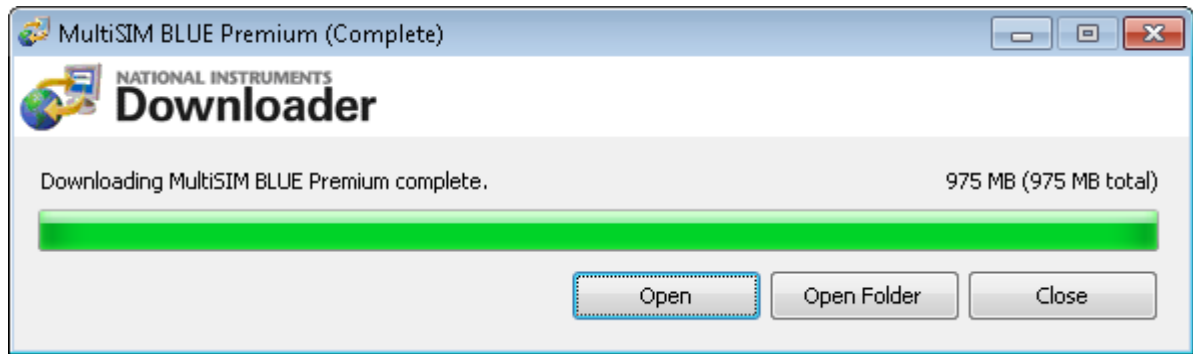 MultiSIM BLUE Premium (Complete)
NATIONAL INSTRUMENTS
Downloader
Downloading MultiSIM BLUE Premium complete. 975 MB (975 MB total)
Open Open Folder Close